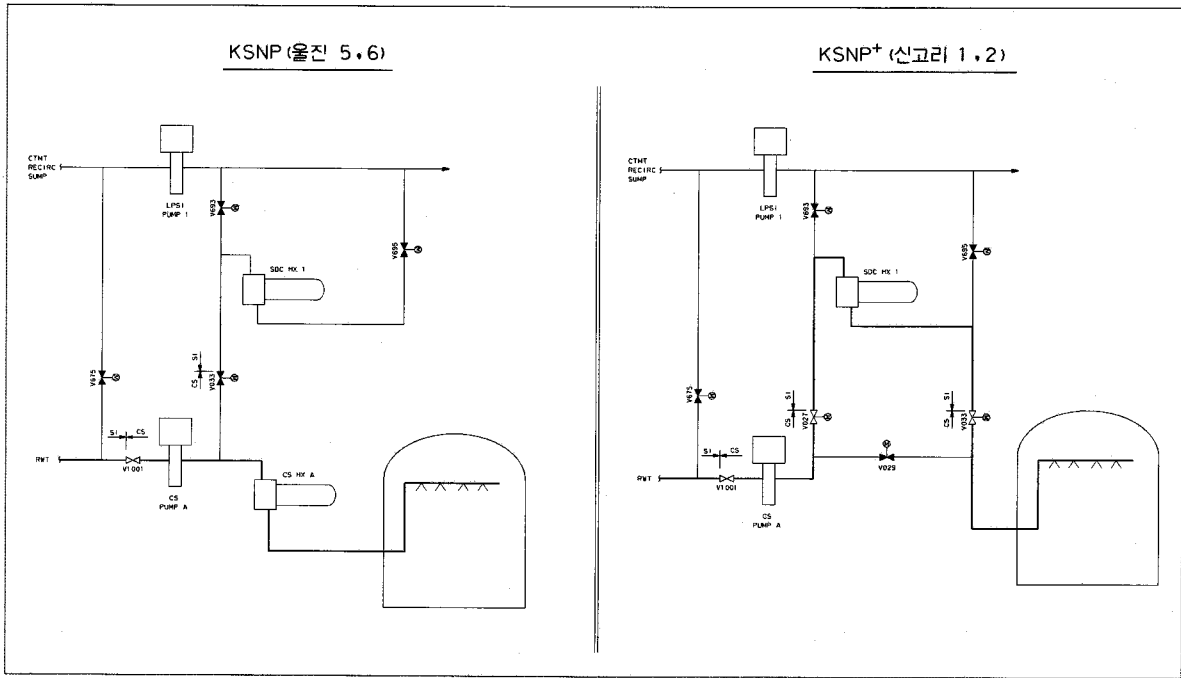 KSNP (울진 5,6)
CTMT
RECIRC
SUMP
LPSI
PUMP 1
V693
V695
SDC HX 1
V675
SI
CS
V033
SI CS
RWT
V1001
CS
PUMP A
CS HX A
KSNP+ (신고리 1,2)
CTMT
RECIRC
SUMP
LPSI
PUMP 1
V693
V695
SDC HX 1
V675
SI
CS
V027
SI
CS
V033
M
V029
SI CS
RWT
V1001
CS
PUMP A